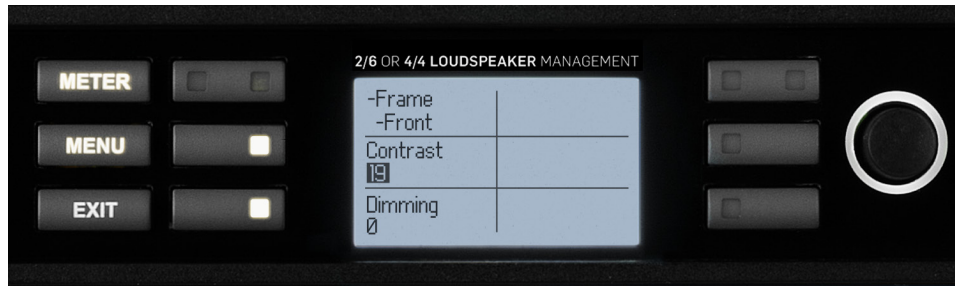 2/6 OR 4/4 LOUDSPEAKER MANAGEMENT
METER
MENU
EXIT
-Frame
-Front
Contrast
19
Dimming
0